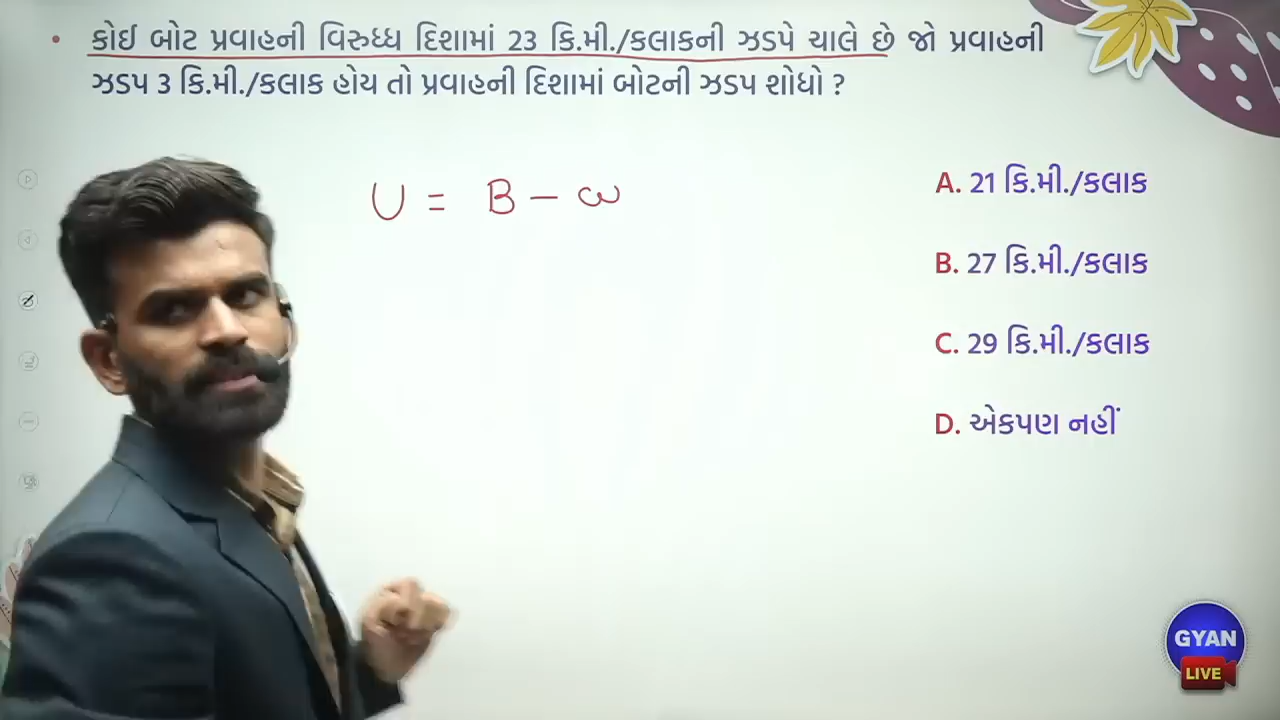 • કોઈ બોટ પ્રવાહની વિરુધ્ધ દિશામાં 23 કિ.મી./કલાકની ઝડપે ચાલે છે જો પ્રવાહની
ઝડપ 3 કિ.મી./કલાક હોય તો પ્રવાહની દિશામાં બોટની ઝડપ શોધો ?
U = B - ω
A. 21 કિ.મી./કલાક
B. 27 કિ.મી./કલાક
C. 29 કિ.મી./કલાક
D. એકપણ નહીં
GYAN
LIVE